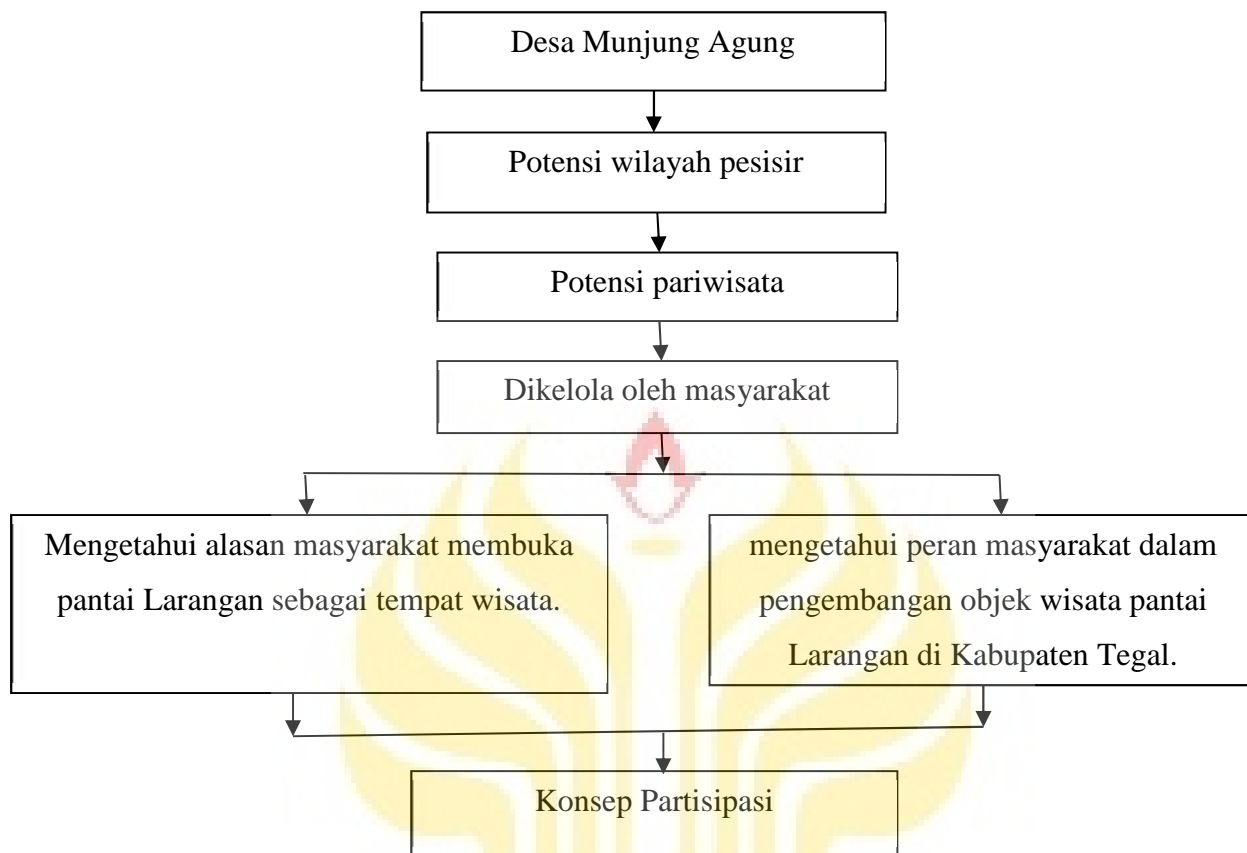 Desa Munjung Agung
Potensi wilayah pesisir
Potensi pariwisata
Dikelola oleh masyarakat
Mengetahui alasan masyarakat membuka
pantai Larangan sebagai tempat wisata.
mengetahui peran masyarakat dalam
pengembangan objek wisata pantai
Larangan di Kabupaten Tegal.
Konsep Partisipasi